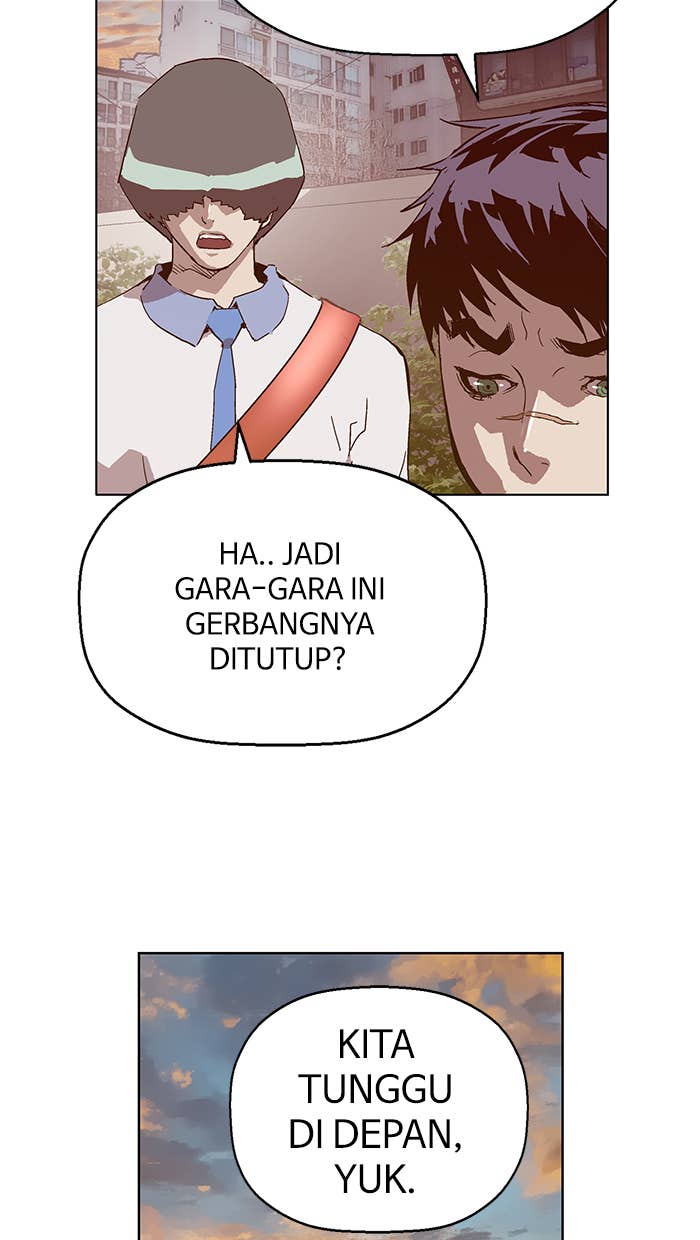 HA.. JADI
GARA-GARA INI
GERBANGNYA
DITUTUP?
KITA
TUNGGU
DI DEPAN,
YUK.